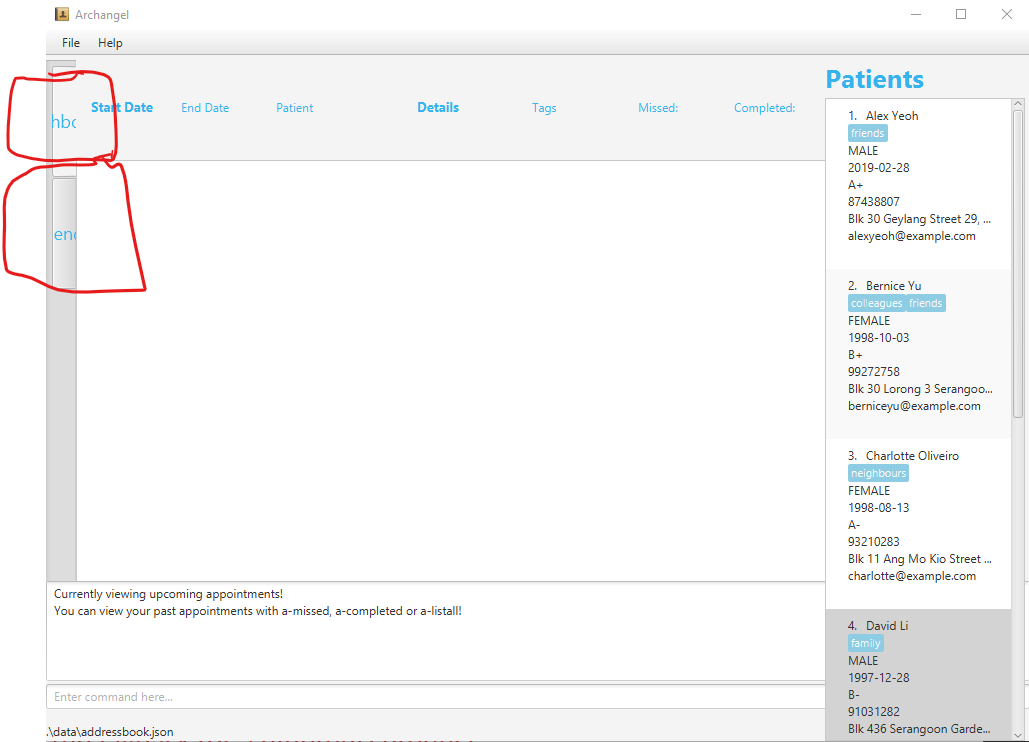 Archangel
File Help
Start Date End Date Patient Details Tags Missed: Completed:
Patients
1. Alex Yeoh
friends
MALE
2019-02-28
A+
87438807
Blk 30 Geylang Street 29, ...
alexyeoh@example.com
2. Bernice Yu
colleagues friends
FEMALE
1998-10-03
B+
99272758
Blk 30 Lorong 3 Serangoo...
berniceyu@example.com
3. Charlotte Oliveiro
neighbours
FEMALE
1998-08-13
A-
93210283
Blk 11 Ang Mo Kio Street ...
charlotte@example.com
4. David Li
family
MALE
1997-12-28
B-
91031282
Blk 436 Serangoon Garde...
Currently viewing upcoming appointments!
You can view your past appointments with a-missed, a-completed or a-listall!
Enter command here...
.\data\addressbook.json